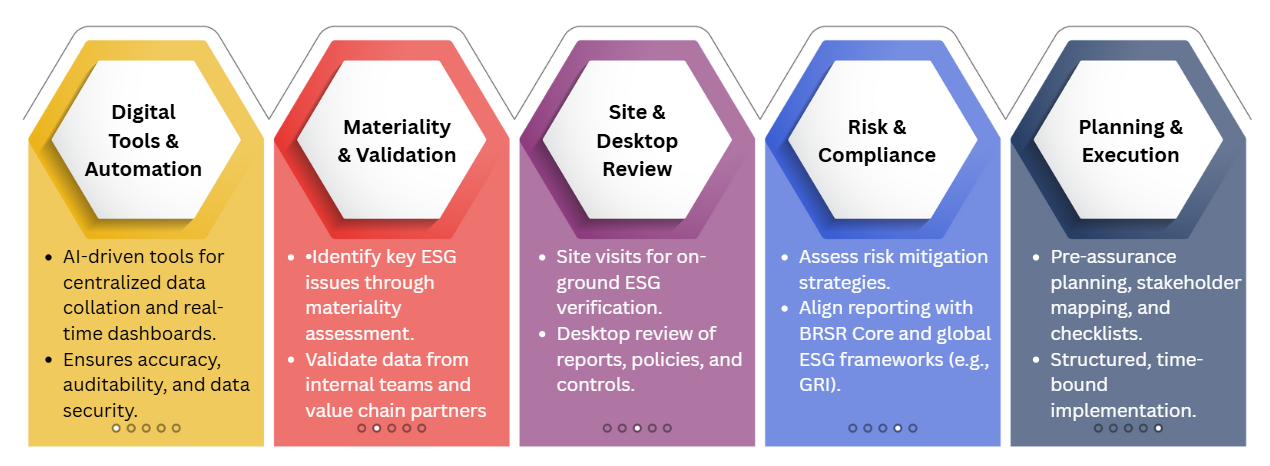 Digital
Tools &
Automation
• AI-driven tools for
centralized data
collation and real-
time dashboards.
• Ensures accuracy,
auditability, and data
security.
Materiality
& Validation
• •Identify key ESG
issues through
materiality
assessment.
• Validate data from
internal teams and
value chain partners
Site &
Desktop
Review
• Site visits for on-
ground ESG
verification.
• Desktop review of
reports, policies, and
controls.
Risk &
Compliance
• Assess risk mitigation
strategies.
• Align reporting with
BRSR Core and global
ESG frameworks (e.g.,
GRI).
Planning &
Execution
• Pre-assurance
planning, stakeholder
mapping, and
checklists.
• Structured, time-
bound
implementation.